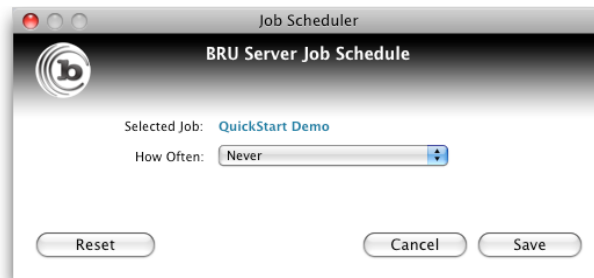 Job Scheduler
BRU Server Job Schedule
b
Selected Job: QuickStart Demo
How Often: Never
Reset Cancel Save